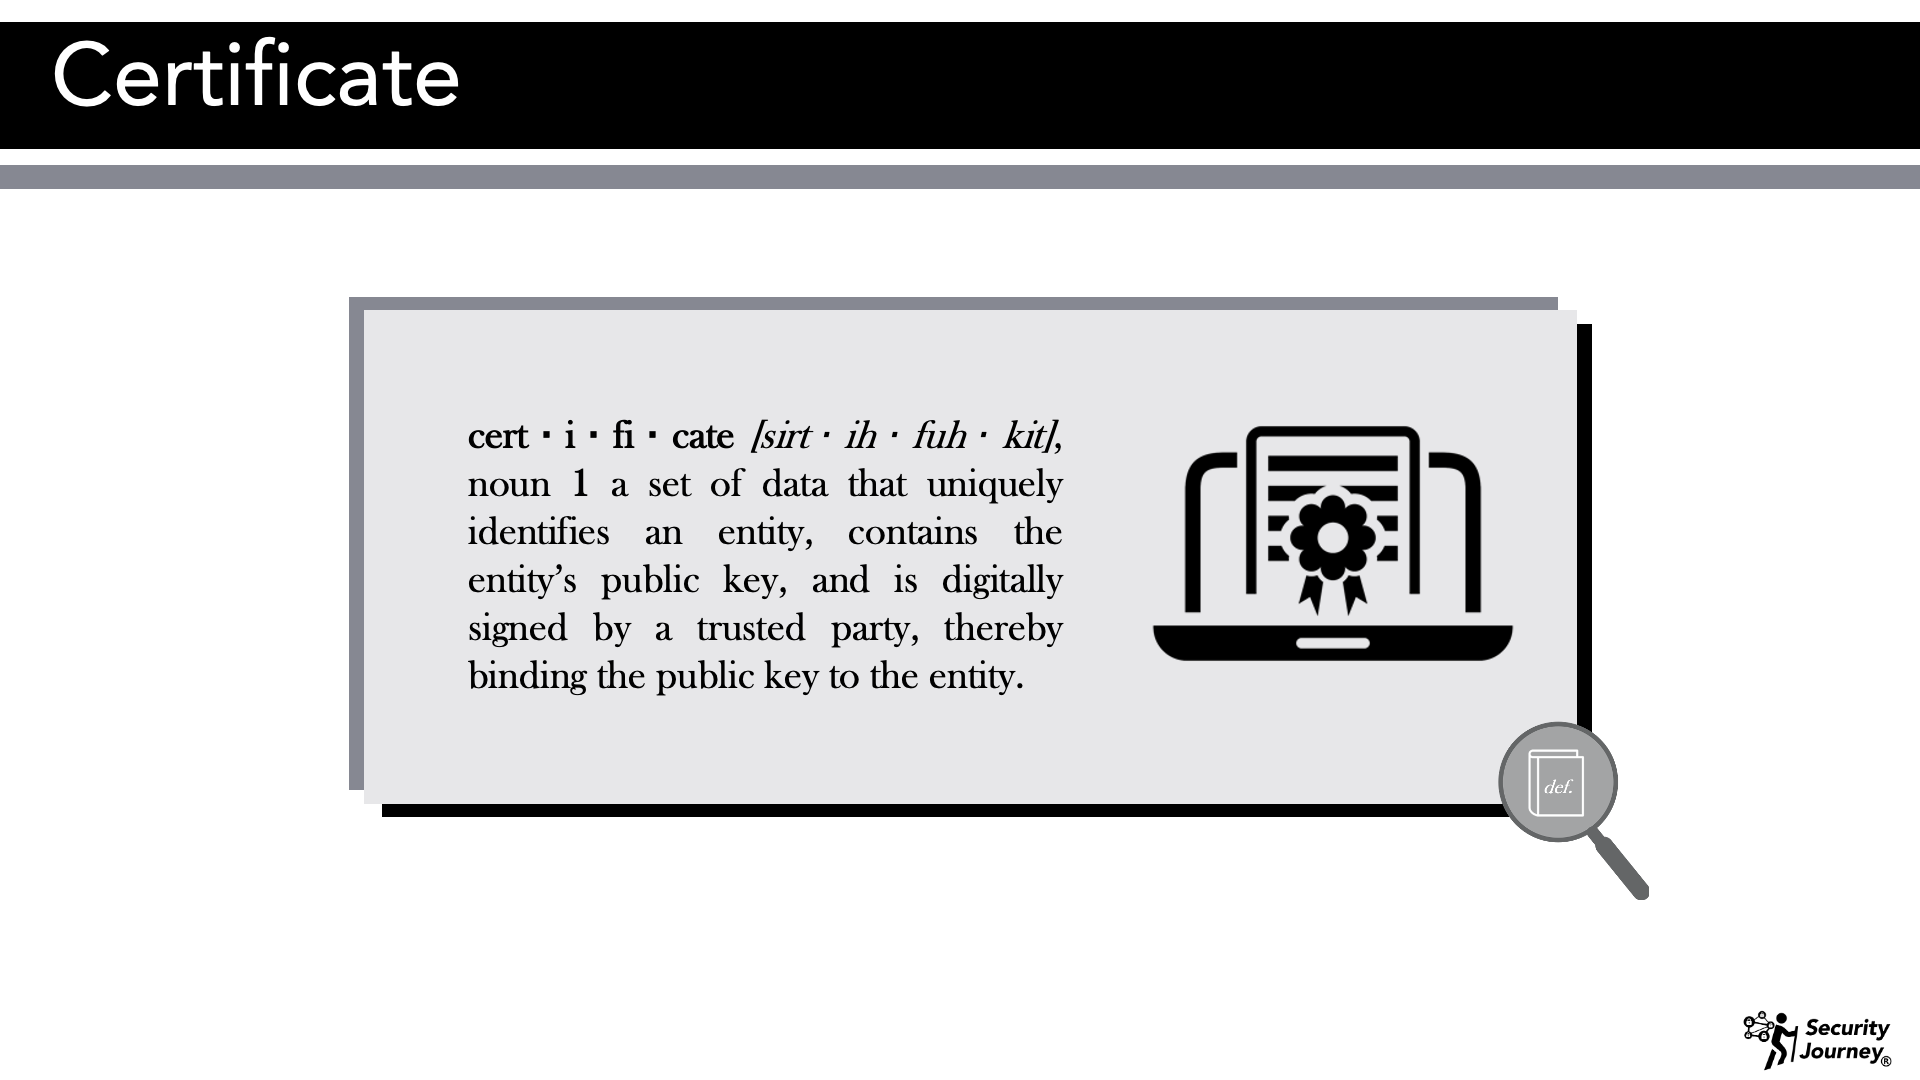 Certificate
cert · i · fi · cate [sirt · ih · fuh · kit],
noun 1 a set of data that uniquely
identifies an entity, contains the
entity’s public key, and is digitally
signed by a trusted party, thereby
binding the public key to the entity.
def.
Security
Journey®